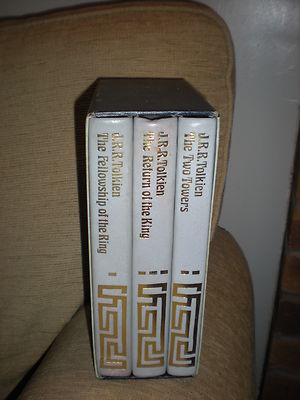 J.R.R.Tolkien
The Fellowship of the Ring
J.R.R.Tolkien
The Return of the King
J.R.R.Tolkien
The Two Towers